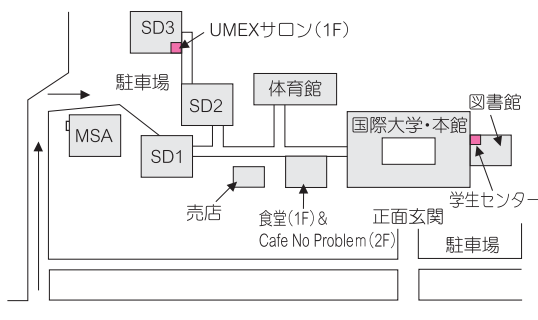 SD3
UMEXサロン(1F)
駐車場
体育館
SD2
図書館
国際大学・本館
MSA
SD1
学生センター
売店
食堂(1F)&
Cafe No Problem(2F)
正面玄関
駐車場